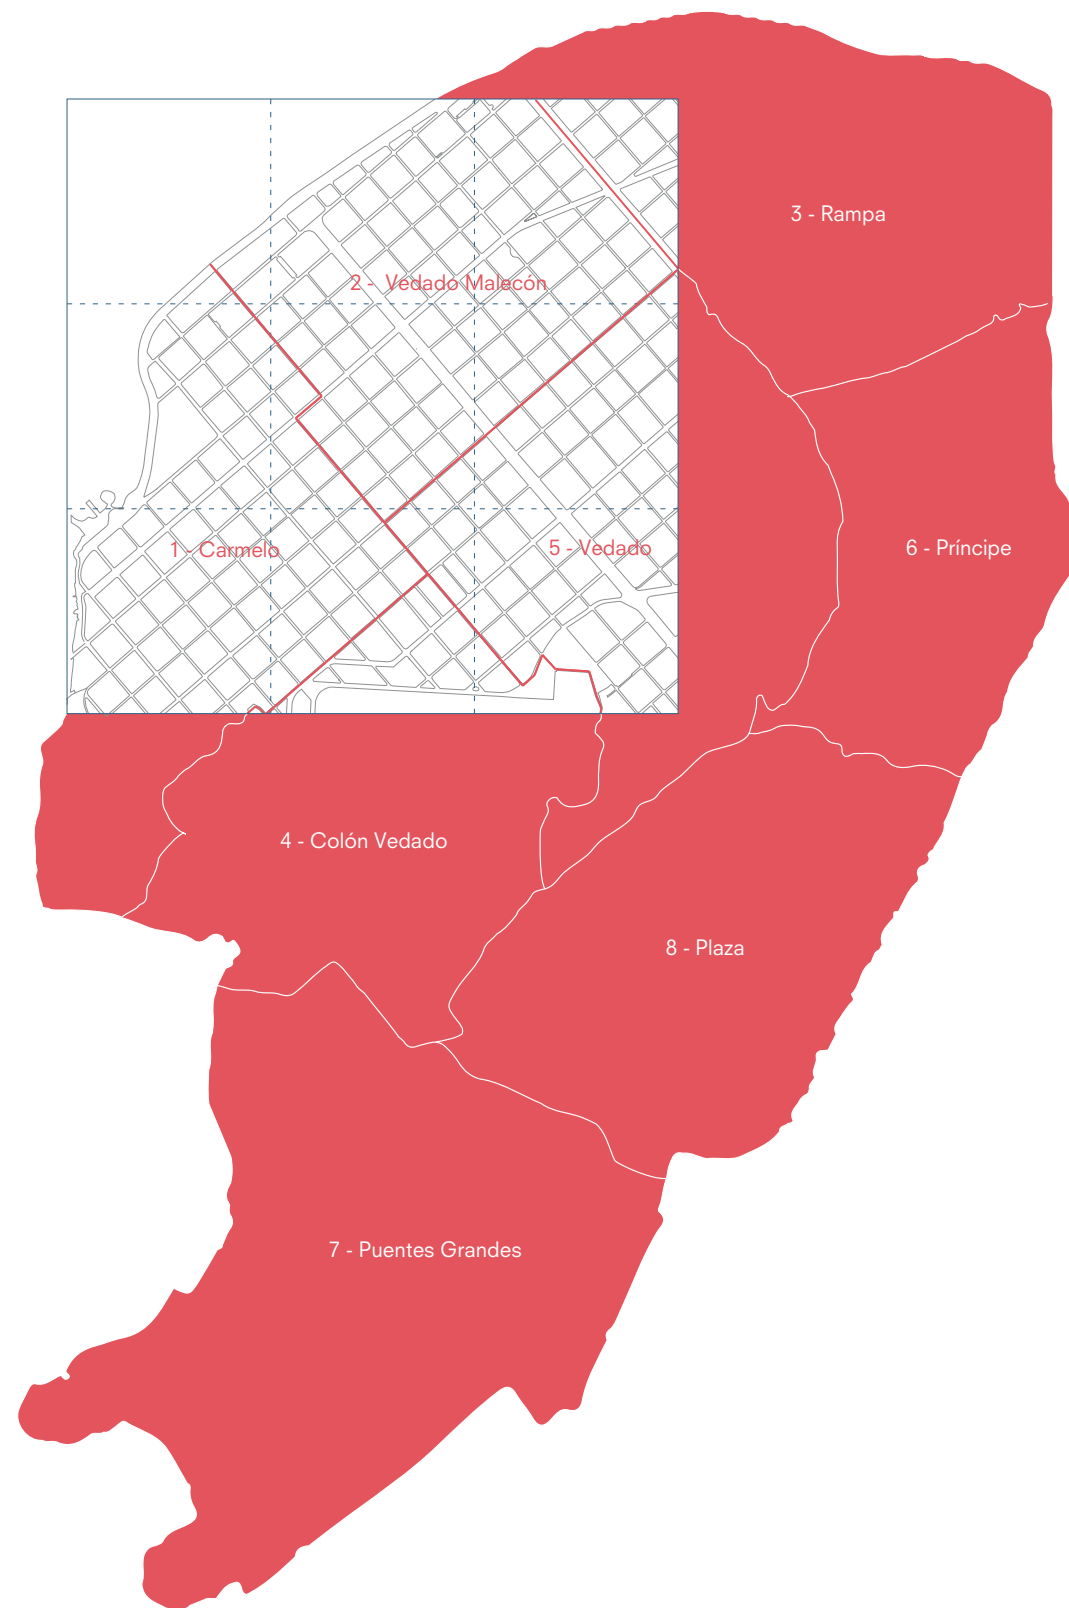 3 - Rampa
2 - Vedado Malecón
1 - Carmelo
5 - Vedado
6 - Príncipe
4 - Colón Vedado
8 - Plaza
7 - Puentes Grandes